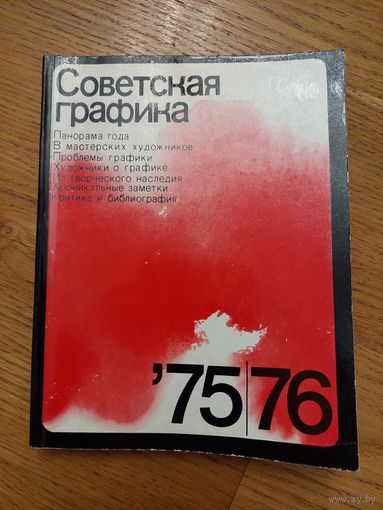 Советская
графика
Панорама года
В мастерских художников
Проблемы графики
Художники о графике
Из творческого наследия
Хроникальные заметки
Критика и библиография
'75|76
www.ay.by